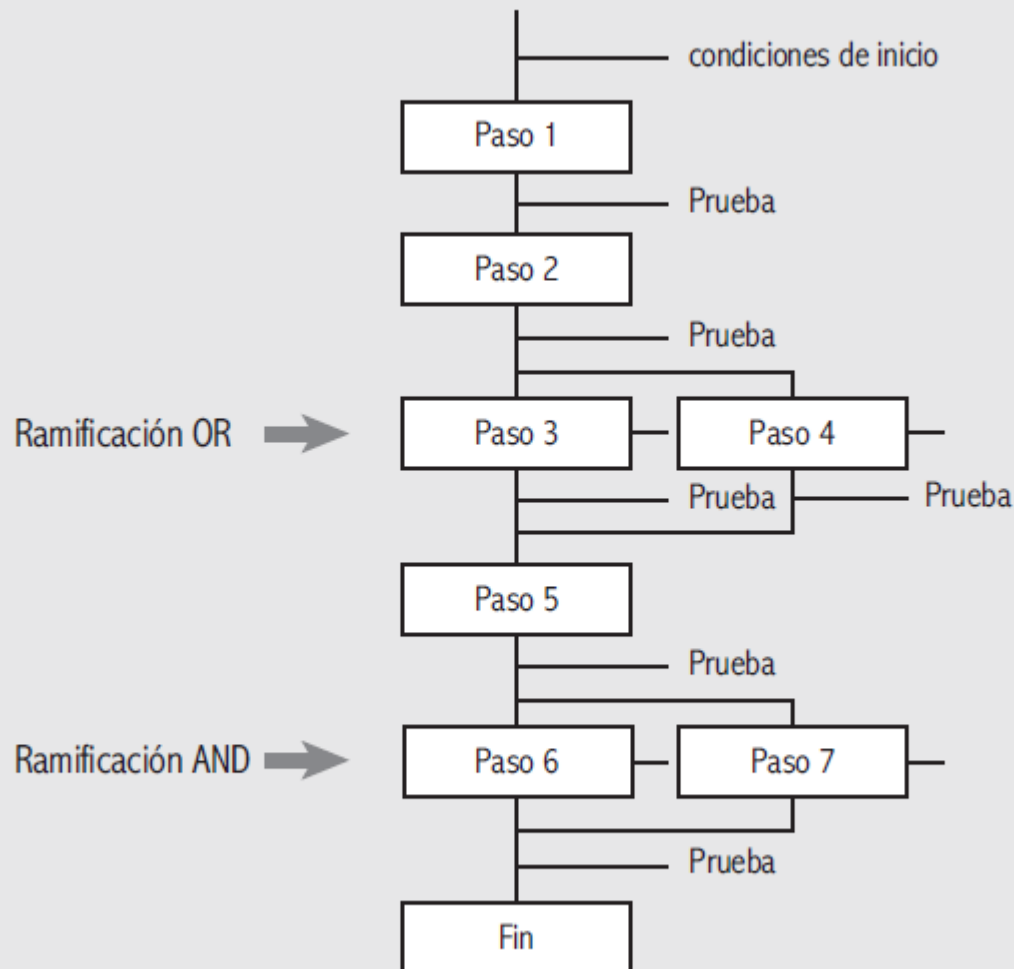 condiciones de inicio
Paso 1
Prueba
Paso 2
Prueba
Ramificación OR
Paso 3
Paso 4
Prueba
Prueba
Paso 5
Prueba
Ramificación AND
Paso 6
Paso 7
Prueba
Fin